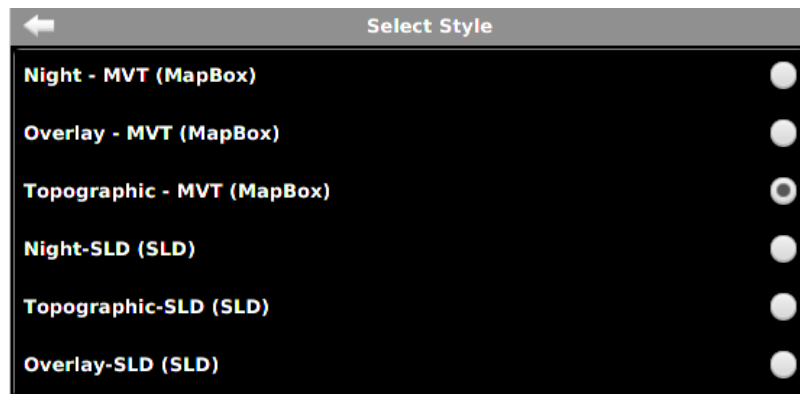 Select Style
Night - MVT (MapBox)
Overlay - MVT (MapBox)
Topographic - MVT (MapBox)
Night-SLD (SLD)
Topographic-SLD (SLD)
Overlay-SLD (SLD)